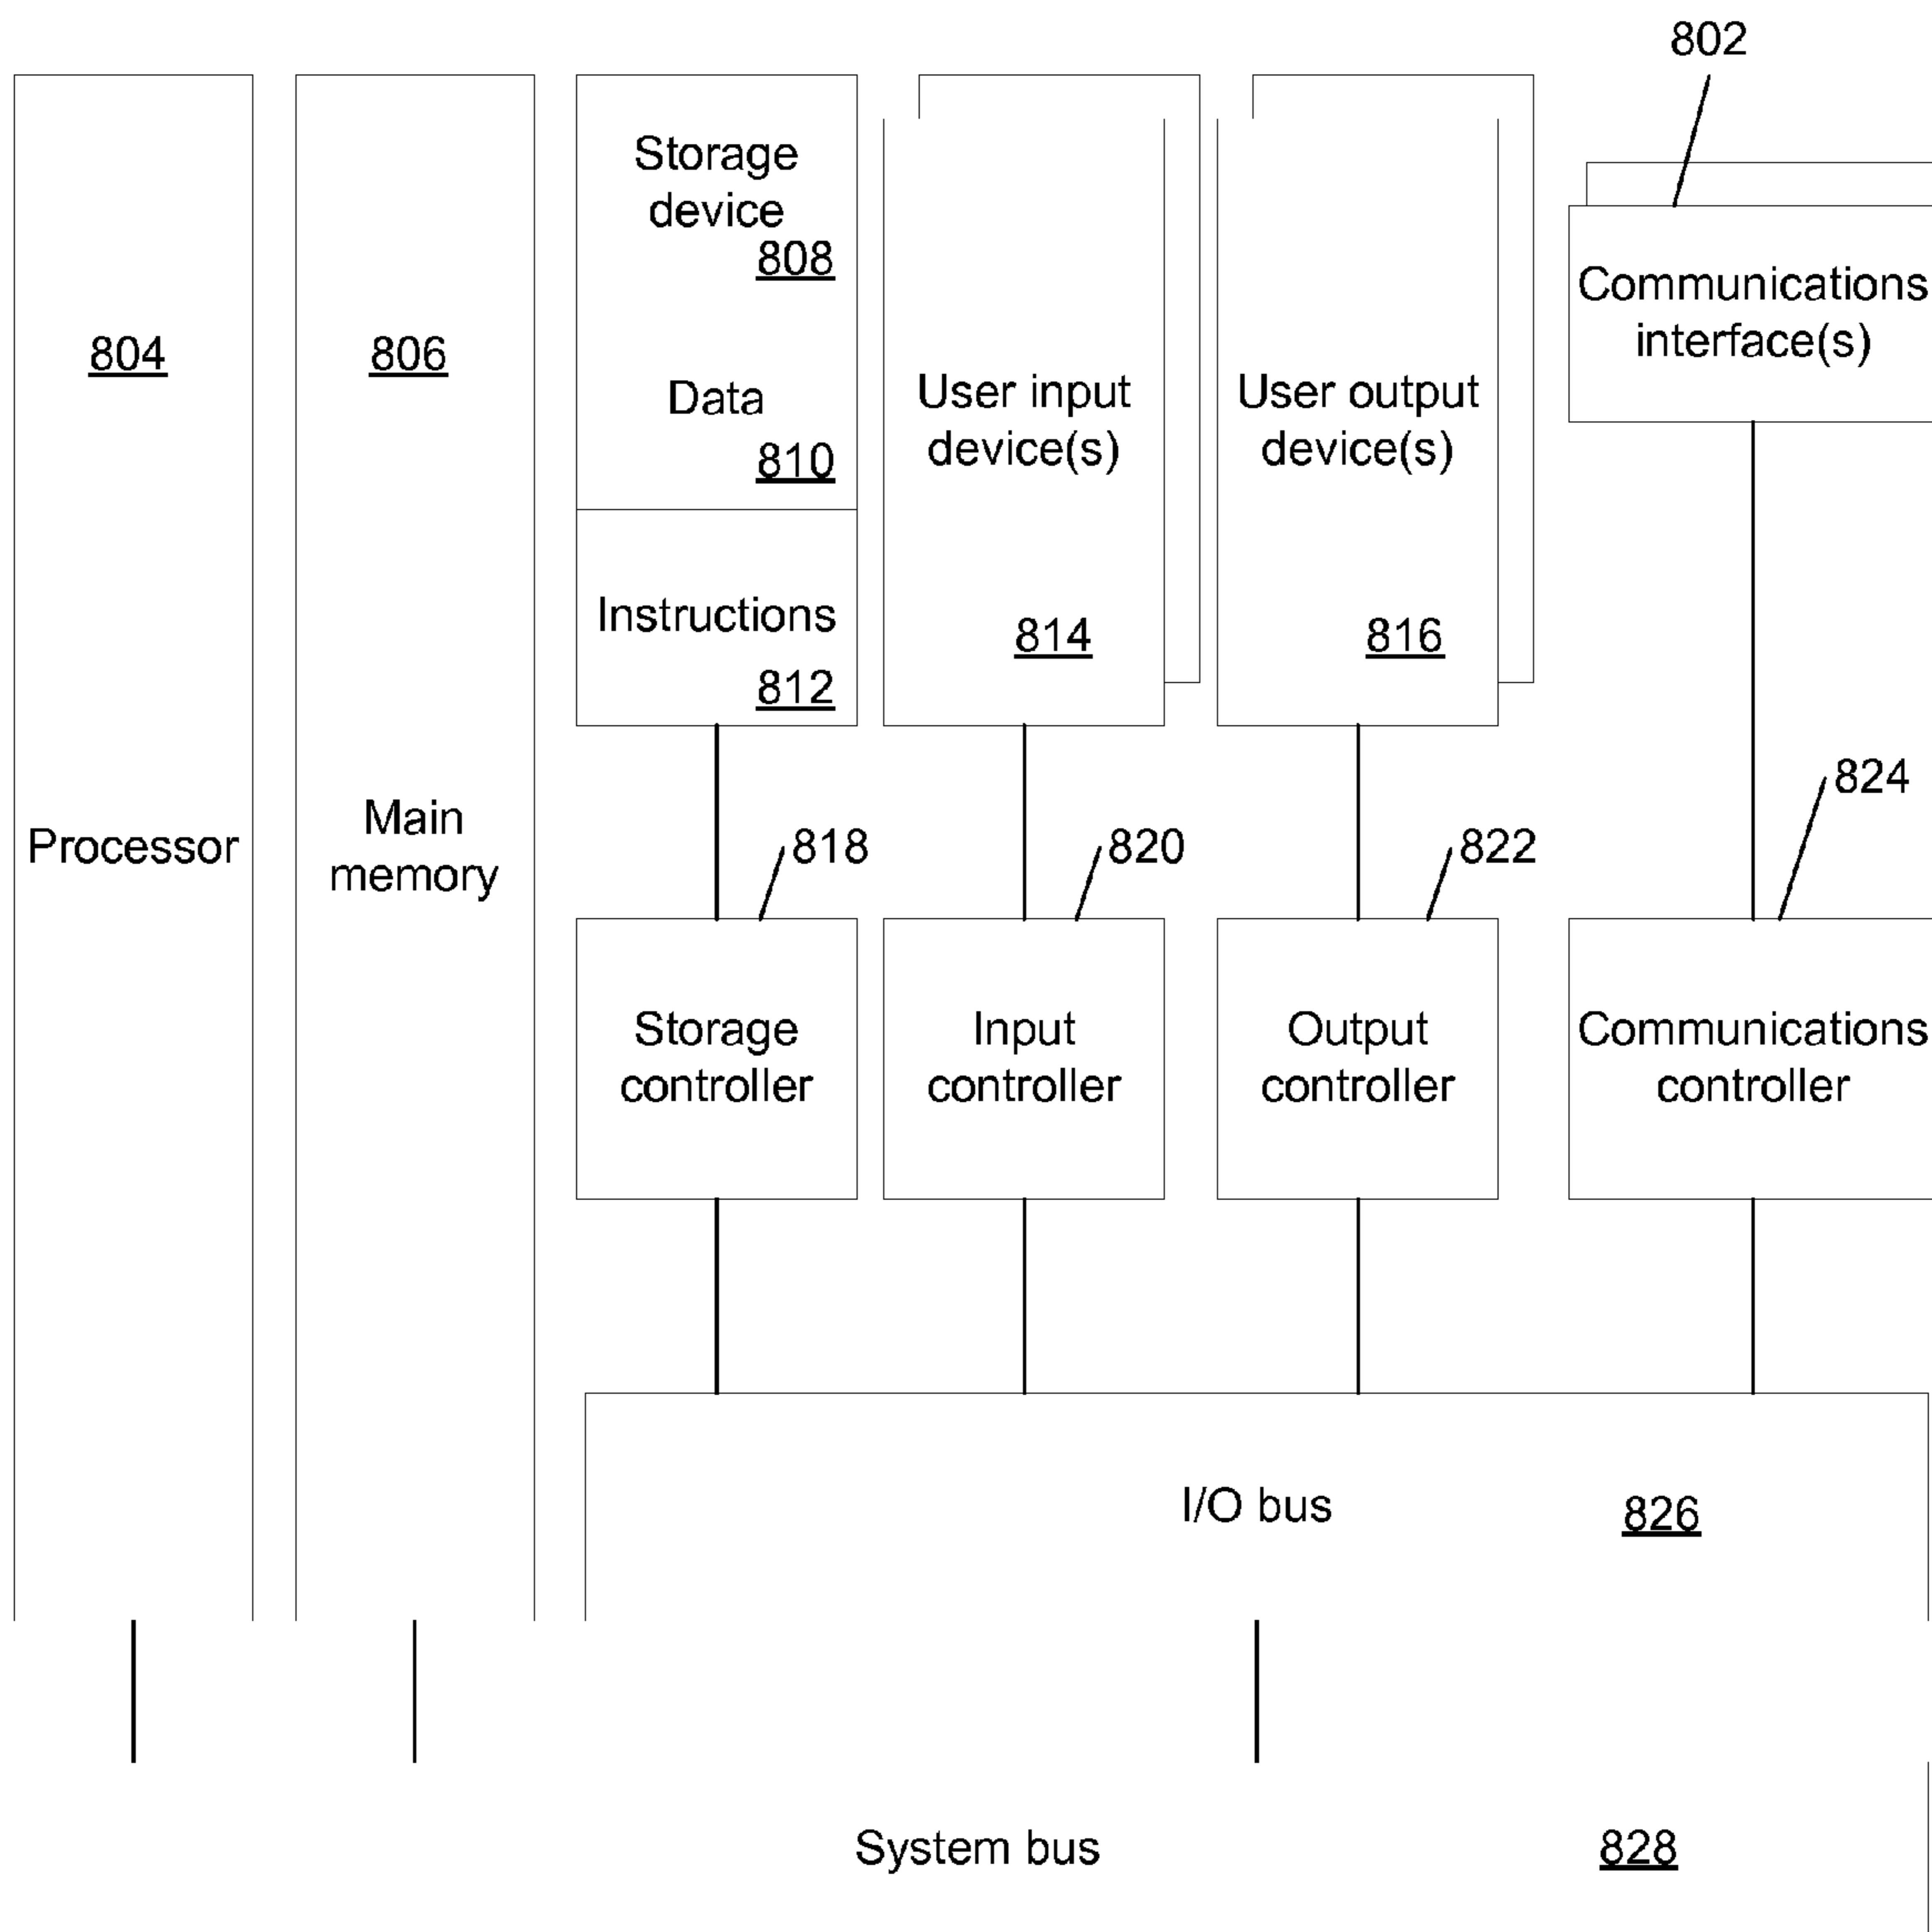 802
804
Processor
806
Main
memory
Storage
device
808
Data
810
Instructions
812
User input
device(s)
814
User output
device(s)
816
Communications
interface(s)
818
820
822
824
Storage
controller
Input
controller
Output
controller
Communications
controller
I/O bus
826
System bus
828